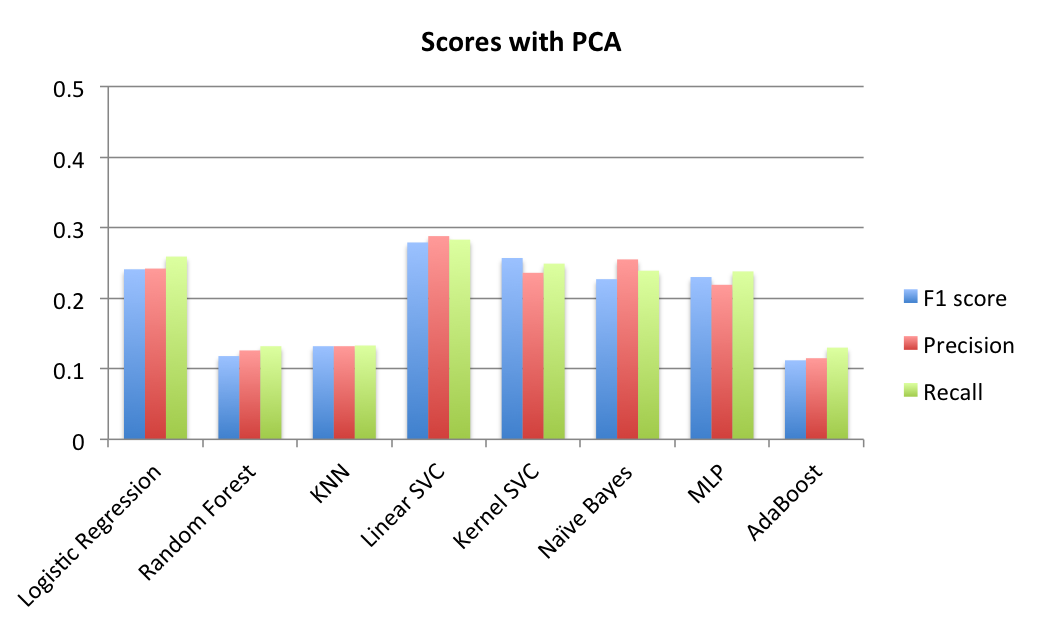 Scores with PCA
0.5
0.4
0.3
0.2
0.1
0
Logistic Regression
Random Forest
KNN
Linear SVC
Kernel SVC
Naïve Bayes
MLP
AdaBoost
F1 score
Precision
Recall